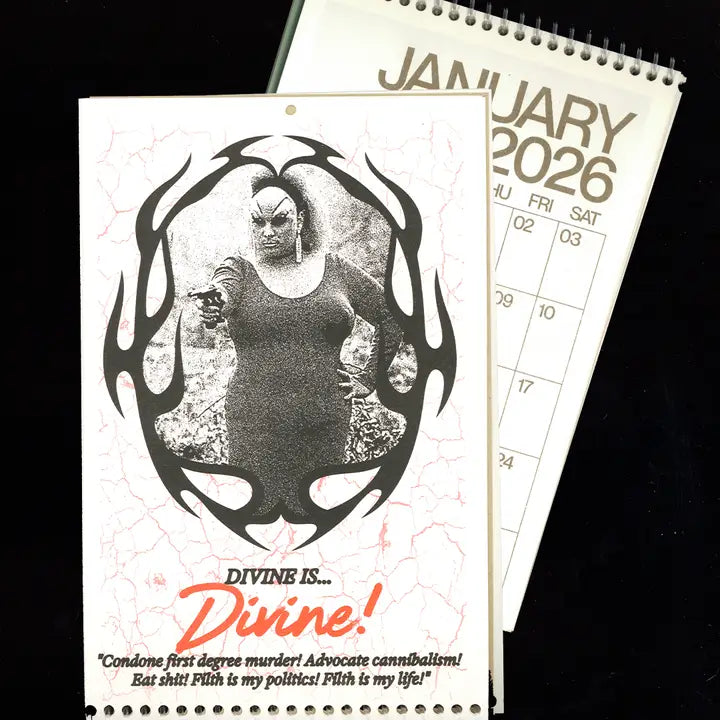 JANUARY
2026
HU FRI SAT
02 03
09 10
17
24
DIVINE IS...
Divine!
"Condone first degree murder! Advocate cannibalism!
Eat shit! Filth is my politics! Filth is my life!"